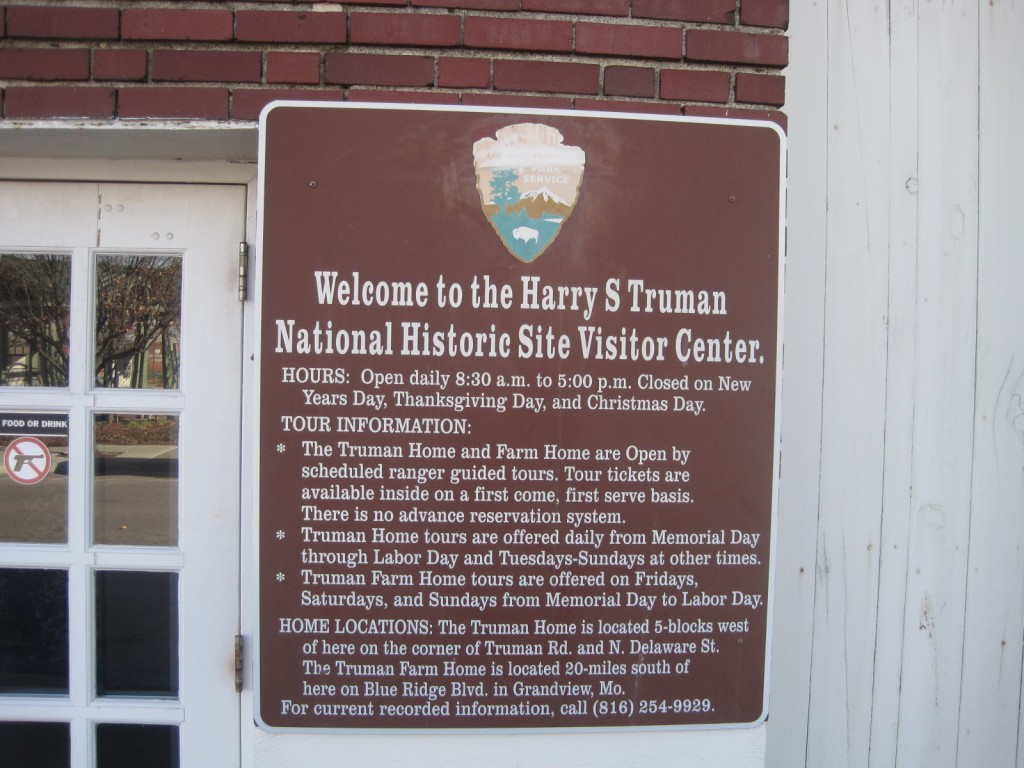 PARK
SERVICE
Welcome to the Harry S Truman
National Historic Site Visitor Center.
HOURS: Open daily 8:30 a.m. to 5:00 p.m. Closed on New
Years Day, Thanksgiving Day, and Christmas Day.
TOUR INFORMATION:
* The Truman Home and Farm Home are Open by
scheduled ranger guided tours. Tour tickets are
available inside on a first come, first serve basis.
There is no advance reservation system.
* Truman Home tours are offered daily from Memorial Day
through Labor Day and Tuesdays-Sundays at other times.
* Truman Farm Home tours are offered on Fridays,
Saturdays, and Sundays from Memorial Day to Labor Day.
HOME LOCATIONS: The Truman Home is located 5-blocks west
of here on the corner of Truman Rd. and N. Delaware St.
The Truman Farm Home is located 20-miles south of
here on Blue Ridge Blvd. in Grandview, Mo.
For current recorded information, call (816) 254-9929.
FOOD OR DRINK